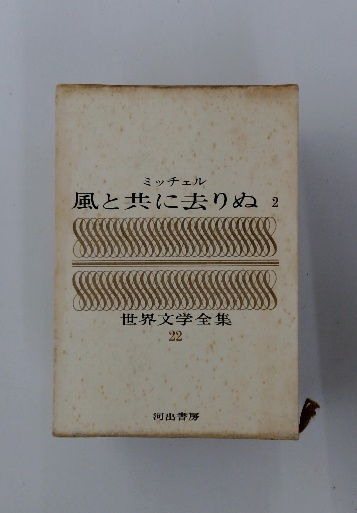 ミッチェル
風と共に去りぬ 2
世界文学全集
22
河出書房